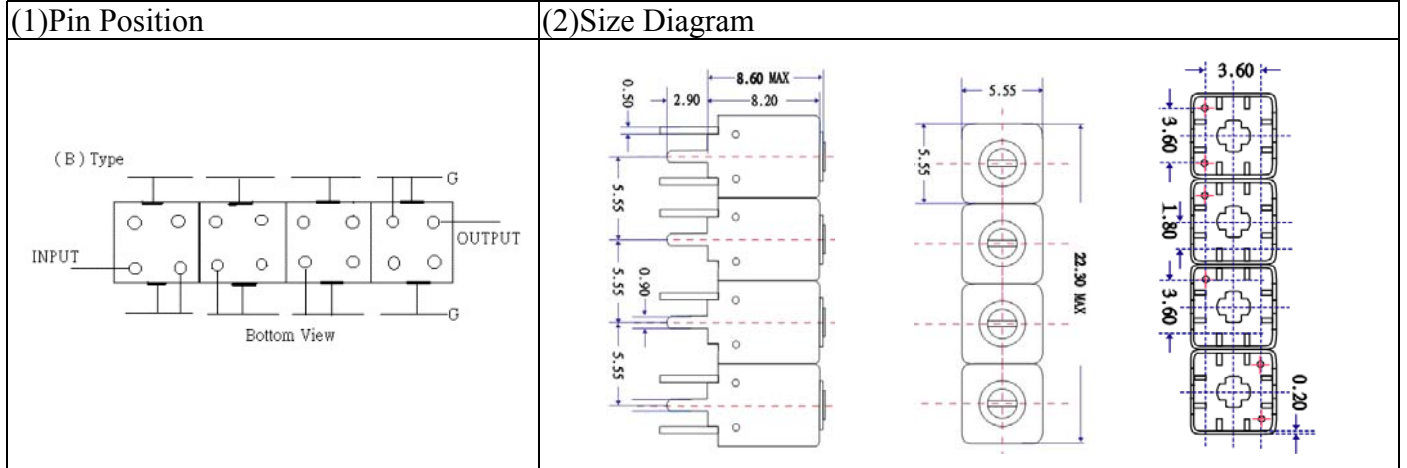 (1)Pin Position
(2)Size Diagram
(B) Type
G
INPUT
OUTPUT
G
Bottom View
8.60 MAX
2.90
8.20
0.50
5.55
5.55
0.90
5.55
5.55
5.55
22.30 MAX
3.60
3.60
1.80
3.60
0.20